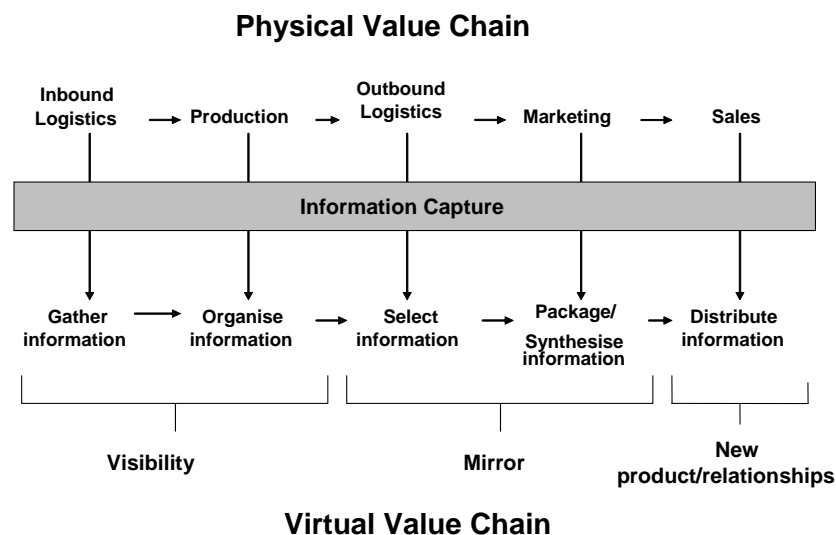 Physical Value Chain
Inbound
Logistics
Production
Outbound
Logistics
Marketing
Sales
Information Capture
Gather
information
Organise
information
Select
information
Package/
Synthesise
information
Distribute
information
Visibility
Mirror
New
product/relationships
Virtual Value Chain